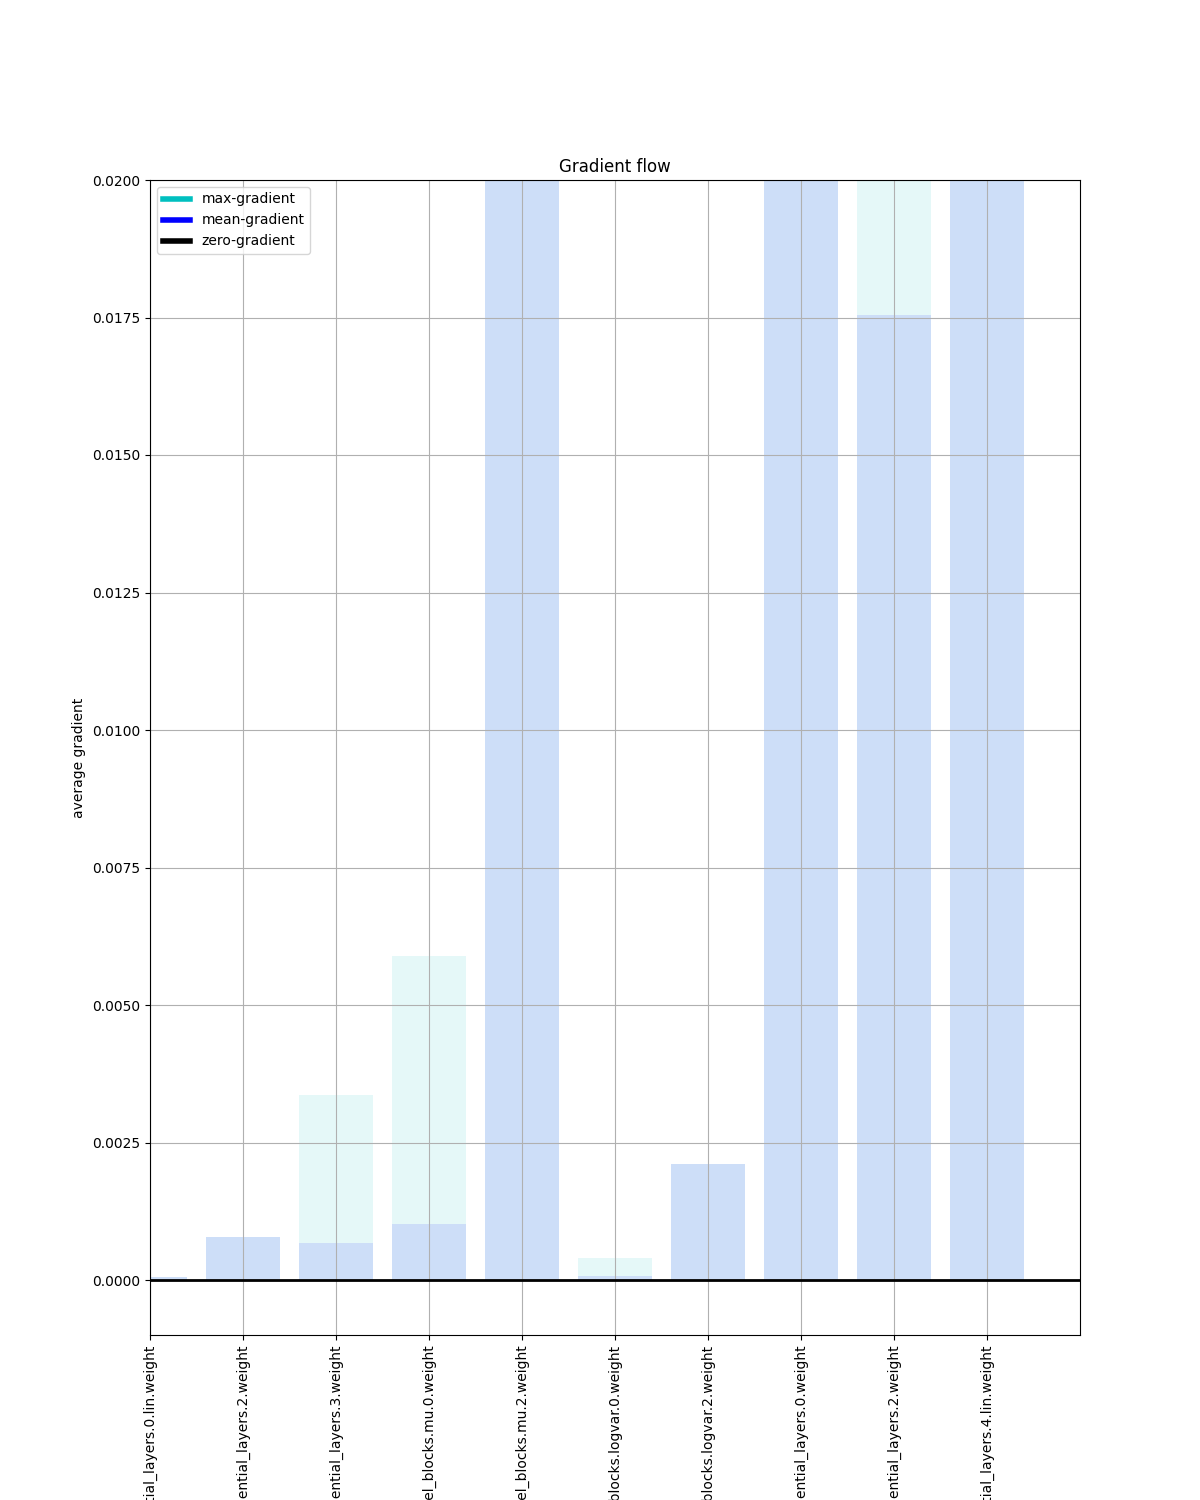 Gradient flow
max-gradient
mean-gradient
zero-gradient
average gradient
0.0200
0.0175
0.0150
0.0125
0.0100
0.0075
0.0050
0.0025
0.0000
tial_layers.0.lin.weight
ential_layers.2.weight
ential_layers.3.weight
el_blocks.mu.0.weight
el_blocks.mu.2.weight
blocks.logvar.0.weight
blocks.logvar.2.weight
ential_layers.0.weight
ential_layers.2.weight
tial_layers.4.lin.weight